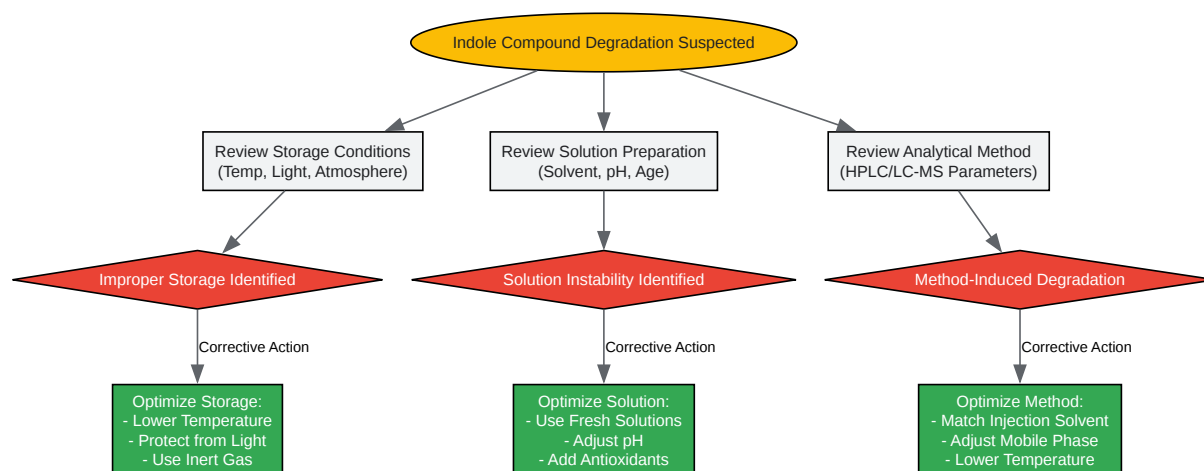 Indole Compound Degradation Suspected
Review Storage Conditions
(Temp, Light, Atmosphere)
Review Solution Preparation
(Solvent, pH, Age)
Review Analytical Method
(HPLC/LC-MS Parameters)
Improper Storage Identified
Solution Instability Identified
Method-Induced Degradation
Corrective Action
Corrective Action
Corrective Action
Optimize Storage:
- Lower Temperature
- Protect from Light
- Use Inert Gas
Optimize Solution:
- Use Fresh Solutions
- Adjust pH
- Add Antioxidants
Optimize Method:
- Match Injection Solvent
- Adjust Mobile Phase
- Lower Temperature